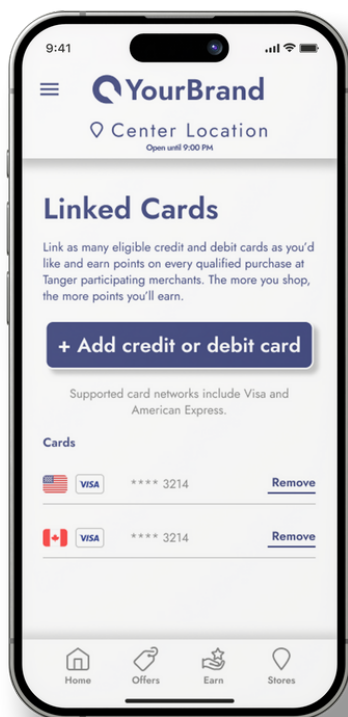 9:41
YourBrand
Center Location
Open until 9:00 PM
Linked Cards
Link as many eligible credit and debit cards as you'd
like and earn points on every qualified purchase at
Tanger participating merchants. The more you shop,
the more points you'll earn.
+ Add credit or debit card
Supported card networks include Visa and
American Express.
Cards
VISA **** 3214 Remove
VISA **** 3214 Remove
Home Offers Earn Stores